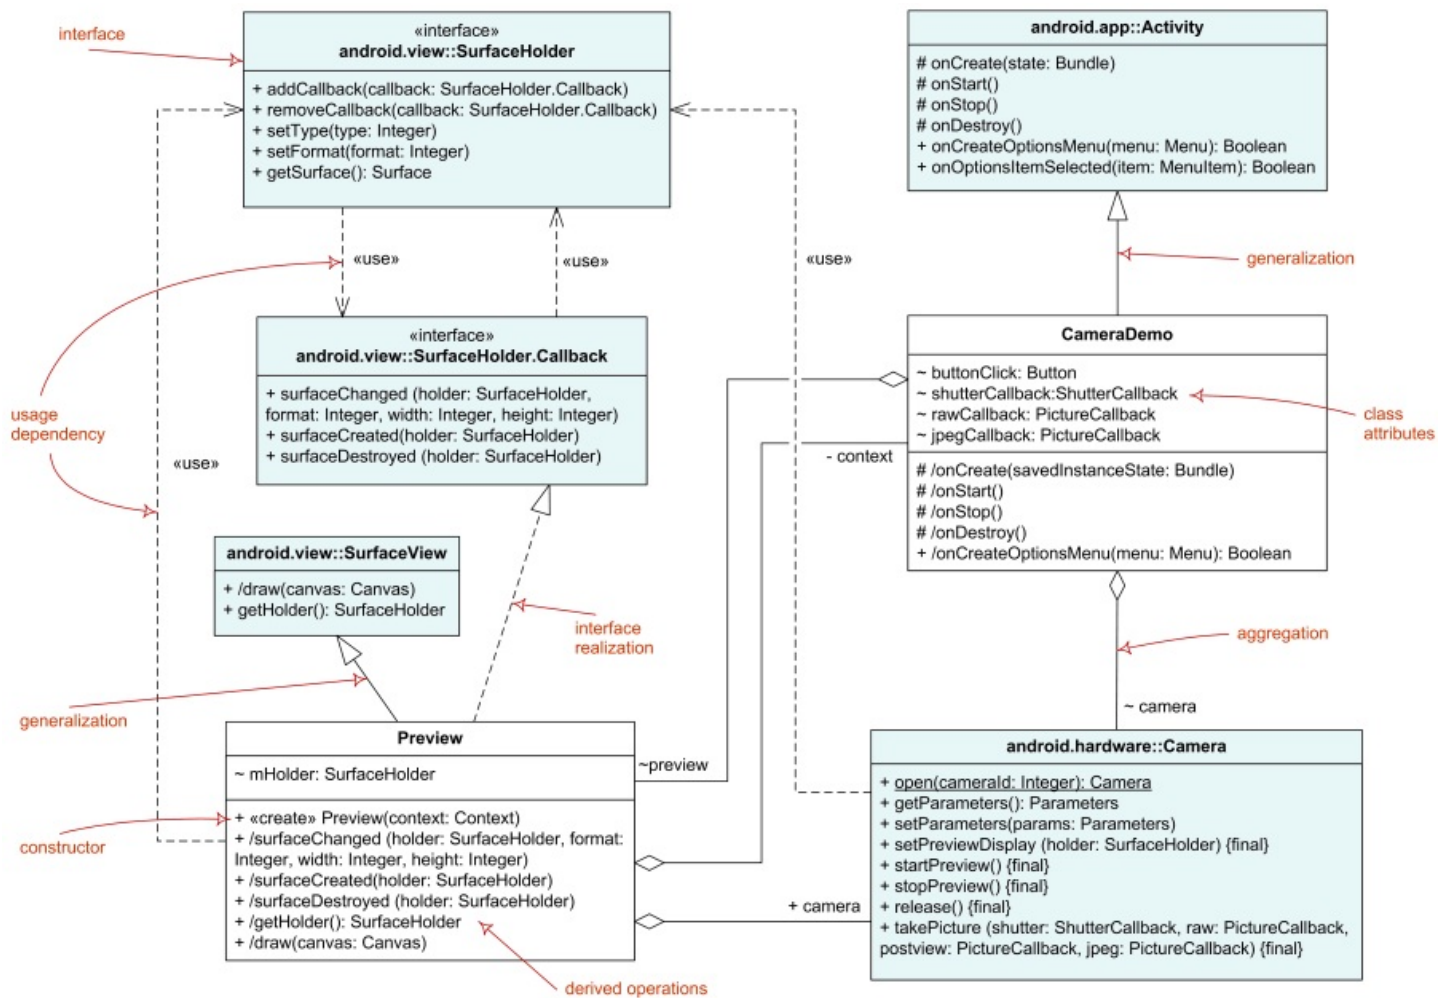 interface
«interface»
android.view::SurfaceHolder
+ addCallback(callback: SurfaceHolder.Callback)
+ removeCallback(callback: SurfaceHolder.Callback)
+ setType(type: Integer)
+ setFormat(format: Integer)
+ getSurface(): Surface
android.app::Activity
# onCreate(state: Bundle)
# onStart()
# onStop()
# onDestroy()
+ onCreateOptionsMenu(menu: Menu): Boolean
+ onOptionsItemSelected(item: MenuItem): Boolean
«use»
«use»
«use»
generalization
«interface»
android.view::SurfaceHolder.Callback
+ surfaceChanged (holder: SurfaceHolder,
format: Integer, width: Integer, height: Integer)
+ surfaceCreated(holder: SurfaceHolder)
+ surfaceDestroyed (holder: SurfaceHolder)
CameraDemo
~ buttonClick: Button
~ shutterCallback:ShutterCallback
~ rawCallback: PictureCallback
~ jpegCallback: PictureCallback
# /onCreate(savedInstanceState: Bundle)
# /onStart()
# /onStop()
# /onDestroy()
+ /onCreateOptionsMenu(menu: Menu): Boolean
class
attributes
usage
dependency
«use»
- context
android.view::SurfaceView
+ /draw(canvas: Canvas)
+ getHolder(): SurfaceHolder
interface
realization
aggregation
generalization
~ camera
Preview
~ mHolder: SurfaceHolder
+ «create» Preview(context: Context)
+ /surfaceChanged (holder: SurfaceHolder, format:
Integer, width: Integer, height: Integer)
+ /surfaceCreated(holder: SurfaceHolder)
+ /surfaceDestroyed (holder: SurfaceHolder)
+ /getHolder(): SurfaceHolder
+ /draw(canvas: Canvas)
~preview
constructor
+ camera
android.hardware::Camera
+ open(cameraId: Integer): Camera
+ getParameters(): Parameters
+ setParameters(params: Parameters)
+ setPreviewDisplay (holder: SurfaceHolder) {final}
+ startPreview() {final}
+ stopPreview() {final}
+ release() {final}
+ takePicture (shutter: ShutterCallback, raw: PictureCallback,
postview: PictureCallback, jpeg: PictureCallback) {final}
derived operations